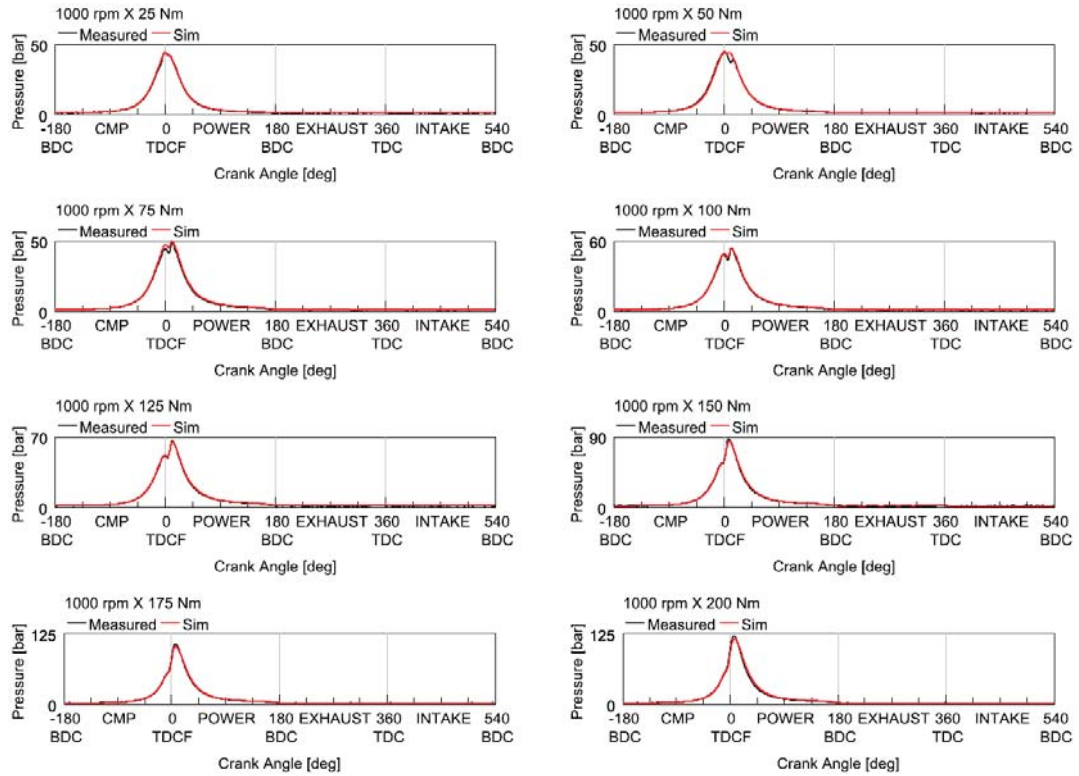 1000 rpm X 25 Nm
Measured Sim
Pressure [bar]
50
0
-180 CMP 0 POWER 180 EXHAUST 360 INTAKE 540
BDC TDCF BDC TDC BDC
Crank Angle [deg]
1000 rpm X 50 Nm
Measured Sim
Pressure [bar]
50
0
-180 CMP 0 POWER 180 EXHAUST 360 INTAKE 540
BDC TDCF BDC TDC BDC
Crank Angle [deg]
1000 rpm X 75 Nm
Measured Sim
Pressure [bar]
50
0
-180 CMP 0 POWER 180 EXHAUST 360 INTAKE 540
BDC TDCF BDC TDC BDC
Crank Angle [deg]
1000 rpm X 100 Nm
Measured Sim
Pressure [bar]
60
0
-180 CMP 0 POWER 180 EXHAUST 360 INTAKE 540
BDC TDCF BDC TDC BDC
Crank Angle [deg]
1000 rpm X 125 Nm
Measured Sim
Pressure [bar]
70
0
-180 CMP 0 POWER 180 EXHAUST 360 INTAKE 540
BDC TDCF BDC TDC BDC
Crank Angle [deg]
1000 rpm X 150 Nm
Measured Sim
Pressure [bar]
90
0
-180 CMP 0 POWER 180 EXHAUST 360 INTAKE 540
BDC TDCF BDC TDC BDC
Crank Angle [deg]
1000 rpm X 175 Nm
Measured Sim
Pressure [bar]
125
0
-180 CMP 0 POWER 180 EXHAUST 360 INTAKE 540
BDC TDCF BDC TDC BDC
Crank Angle [deg]
1000 rpm X 200 Nm
Measured Sim
Pressure [bar]
125
0
-180 CMP 0 POWER 180 EXHAUST 360 INTAKE 540
BDC TDCF BDC TDC BDC
Crank Angle [deg]